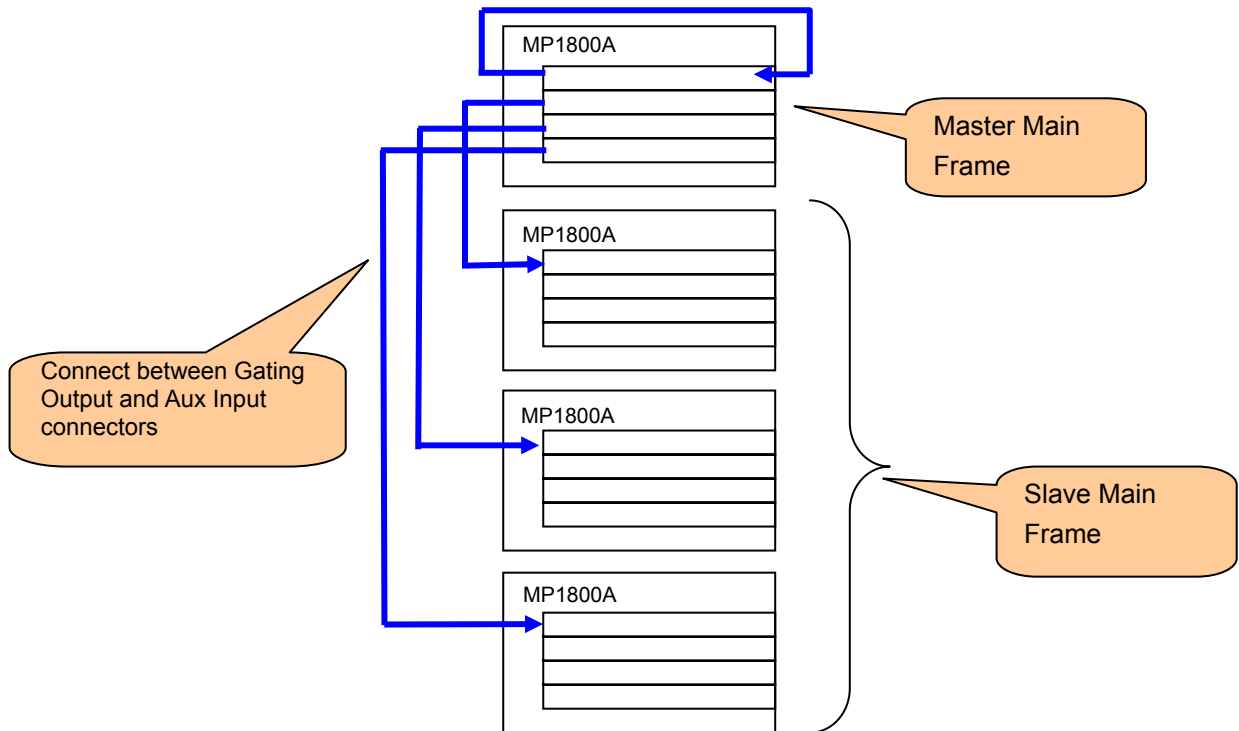 MP1800A
Master Main
Frame
MP1800A
Connect between Gating
Output and Aux Input
connectors
MP1800A
Slave Main
Frame
MP1800A